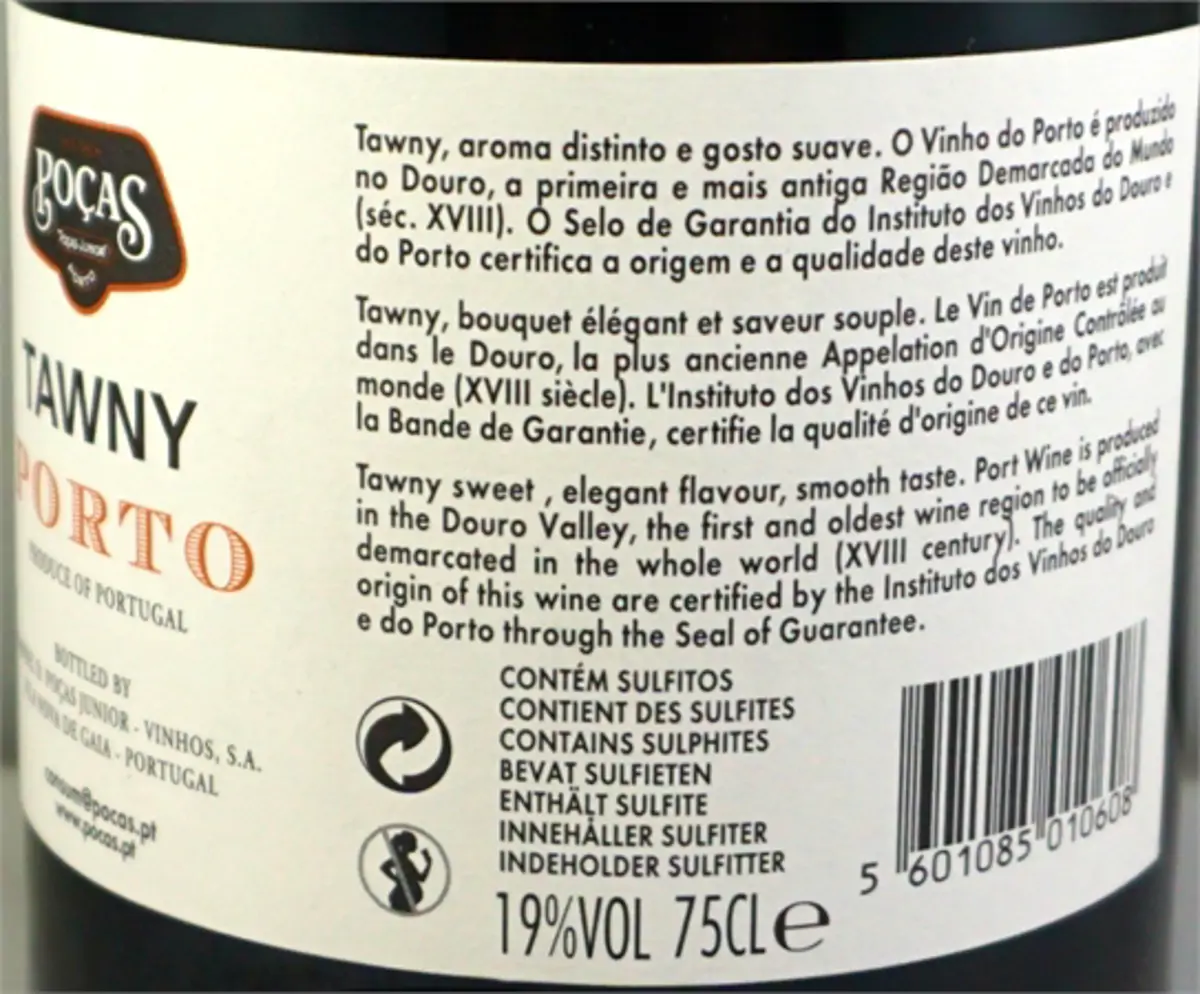 POÇAS
TAWNY
PORTO
PRODUCE OF PORTUGAL
BOTTLED BY
POÇAS JUNIOR - VINHOS, S.A.
NOVA DE GAIA - PORTUGAL
consum@pocas.pt
www.pocas.pt
Tawny, aroma distinto e gosto suave. O Vinho do Porto é produzido
no Douro, a primeira e mais antiga Região Demarcada do Mundo
(séc. XVIII). O Selo de Garantia do Instituto dos Vinhos do Douro e
do Porto certifica a origem e a qualidade deste vinho.
Tawny, bouquet élégant et saveur souple. Le Vin de Porto est produit
dans le Douro, la plus ancienne Appelation d'Origine Contrôlée au
monde (XVIII siècle). L'Instituto dos Vinhos do Douro e do Porto, avec
la Bande de Garantie, certifie la qualité d'origine de ce vin.
Tawny sweet , elegant flavour, smooth taste. Port Wine is produced
in the Douro Valley, the first and oldest wine region to be officially
demarcated in the whole world (XVIII century). The quality and
origin of this wine are certified by the Instituto dos Vinhos do Douro
e do Porto through the Seal of Guarantee.
CONTÉM SULFITOS
CONTIENT DES SULFITES
CONTAINS SULPHITES
BEVAT SULFIETEN
ENTHÄLT SULFITE
INNEHÅLLER SULFITER
INDEHOLDER SULFITTER
19%VOL 75CL e
5 601085 010608